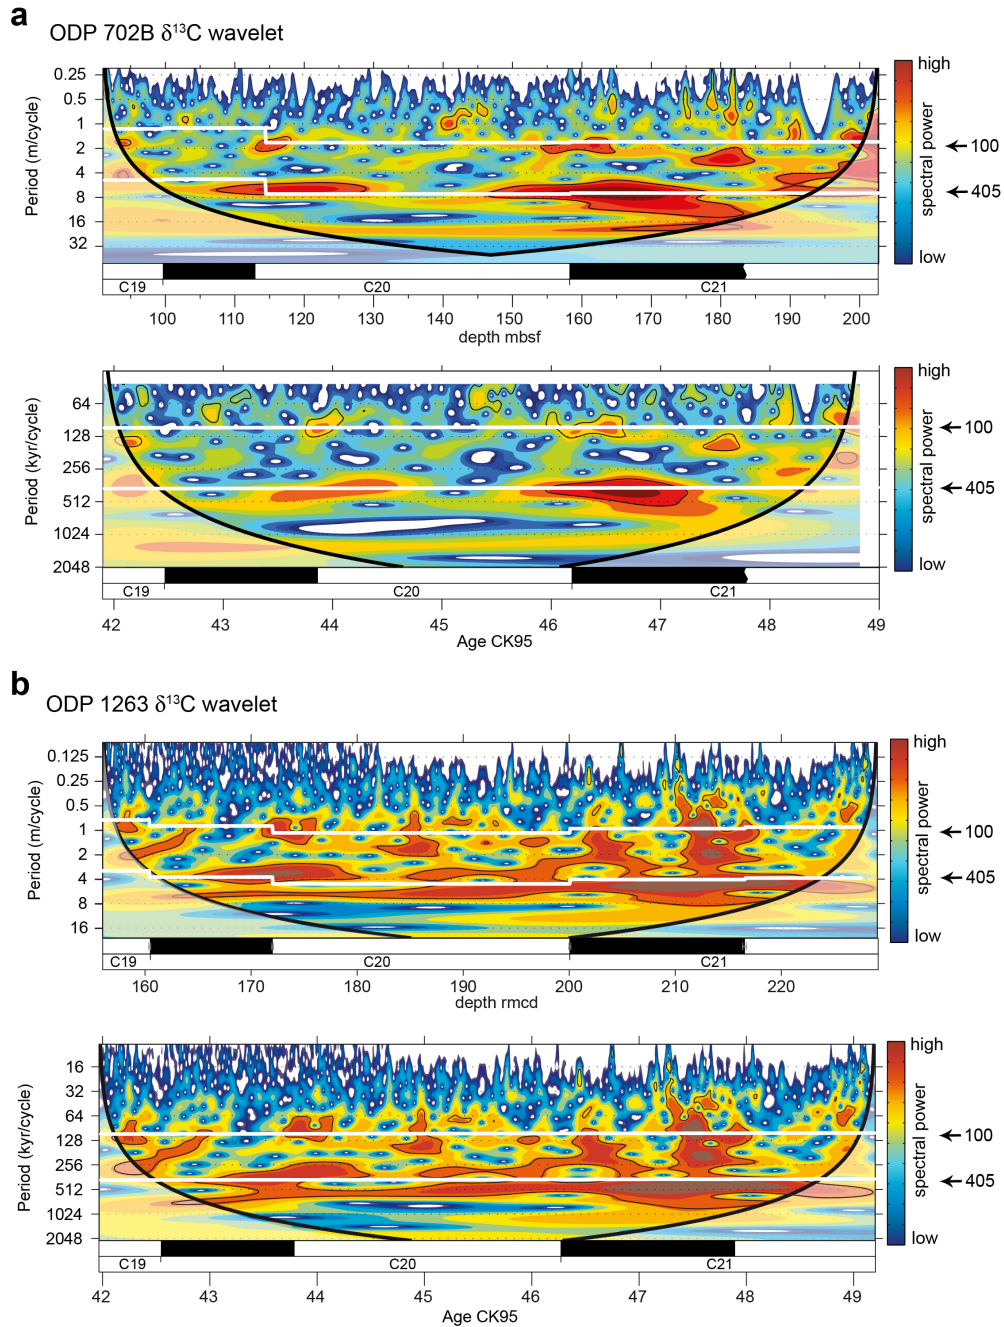 a
ODP 702B δ13C wavelet
Period (m/cycle)
0.25
0.5
1
2
4
8
16
32
high
spectral power
low
100
405
C19
C20
C21
100 110 120 130 140 150 160 170 180 190 200
depth mbsf
Period (kyr/cycle)
64
128
256
512
1024
2048
high
spectral power
low
100
405
C19
C20
C21
42 43 44 45 46 47 48 49
Age CK95
b
ODP 1263 δ13C wavelet
Period (m/cycle)
0.125
0.25
0.5
1
2
4
8
16
high
spectral power
low
100
405
C19
C20
C21
160 170 180 190 200 210 220
depth rmcd
Period (kyr/cycle)
16
32
64
128
256
512
1024
2048
high
spectral power
low
100
405
C19
C20
C21
42 43 44 45 46 47 48 49
Age CK95